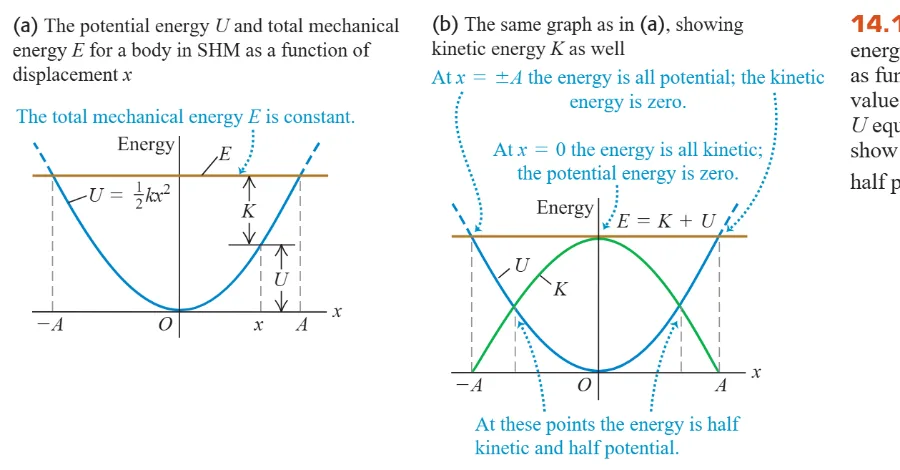 (a) The potential energy U and total mechanical
energy E for a body in SHM as a function of
displacement x
The total mechanical energy E is constant.
Energy
E
U = ½kx²
K
U
−A
O
x
A
x
(b) The same graph as in (a), showing
kinetic energy K as well
At x = ±A the energy is all potential; the kinetic
energy is zero.
At x = 0 the energy is all kinetic;
the potential energy is zero.
Energy
E = K + U
U
K
−A
O
A
x
At these points the energy is half
kinetic and half potential.
14.1
energ
as fun
value
U equ
show
half p